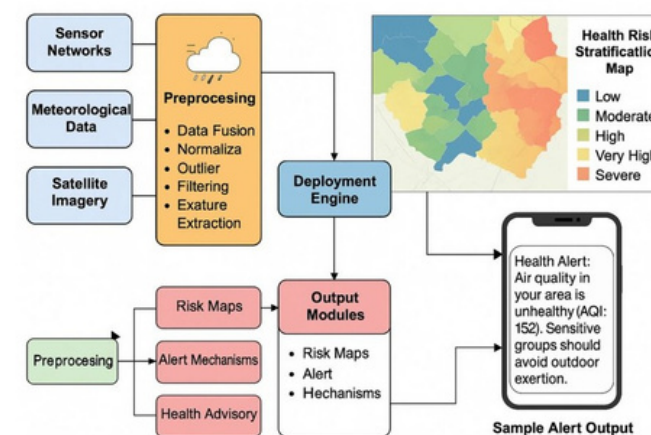 Sensor
Networks
Meteorological
Data
Satellite
Imagery
Preprocesing
• Data Fusion
• Normaliza
• Outlier
• Filtering
• Exature
Extraction
Deployment
Engine
Health Risk
Stratificatlon
Map
Low
Moderate
High
Very High
Severe
Health Alert:
Air quality in
your area is
unhealthy (AQI:
152). Sensitive
groups should
avoid outdoor
exertion.
Sample Alert Output
Preprocesing
Risk Maps
Alert Mechanisms
Health Advisory
Output
Modules
• Risk Maps
• Alert
• Hechanisms